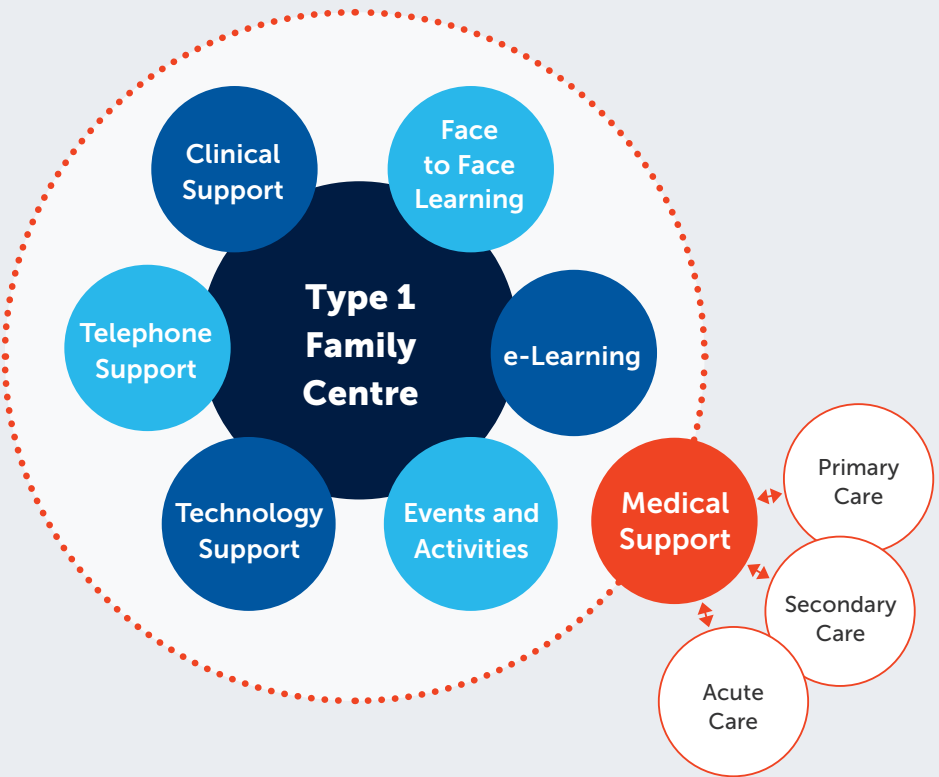 Clinical
Support
Face
to Face
Learning
Type 1
Family
Centre
Telephone
Support
e-Learning
Technology
Support
Events and
Activities
Medical
Support
Primary
Care
Secondary
Care
Acute
Care